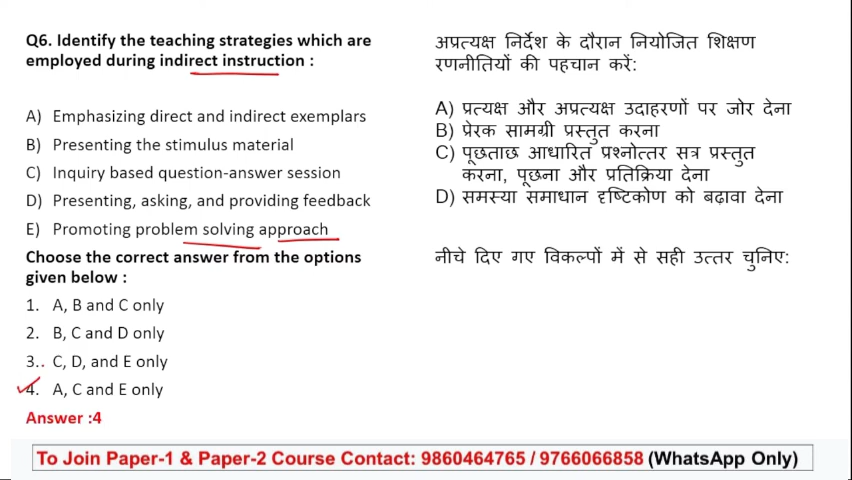 Q6. Identify the teaching strategies which are
employed during indirect instruction :
A) Emphasizing direct and indirect exemplars
B) Presenting the stimulus material
C) Inquiry based question-answer session
D) Presenting, asking, and providing feedback
E) Promoting problem solving approach
Choose the correct answer from the options
given below :
1. A, B and C only
2. B, C and D only
3.. C, D, and E only
4. A, C and E only
Answer :4
अप्रत्यक्ष निर्देश के दौरान नियोजित शिक्षण
रणनीतियों की पहचान करें:
A) प्रत्यक्ष और अप्रत्यक्ष उदाहरणों पर जोर देना
B) प्रेरक सामग्री प्रस्तुत करना
C) पूछताछ आधारित प्रश्नोत्तर सत्र प्रस्तुत
करना, पूछना और प्रतिक्रिया देना
D) समस्या समाधान दृष्टिकोण को बढ़ावा देना
नीचे दिए गए विकल्पों में से सही उत्तर चुनिए:
To Join Paper-1 & Paper-2 Course Contact: 9860464765 / 9766066858 (WhatsApp Only)